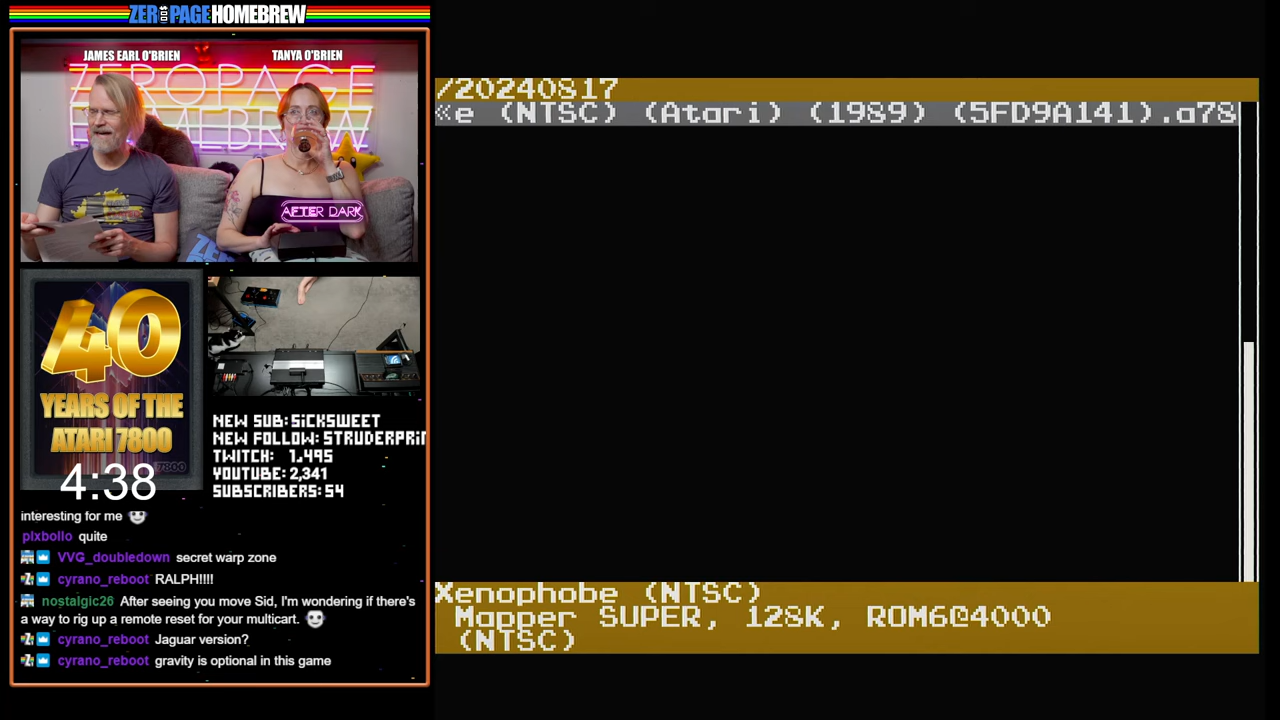 ZEROPAGE HOMEBREW
JAMES EARL O'BRIEN
TANYA O'BRIEN
ZEROPAGE
HOMEBREW
AFTER DARK
40
YEARS OF THE
ATARI 7800
4:38
NEW SUB: SICKSWEET
NEW FOLLOW: STRUDERPRI
TWITCH: 1,495
YOUTUBE: 2,341
SUBSCRIBERS: 54
interesting for me
plxbollo quite
VVG_doubledown secret warp zone
cyrano_reboot RALPH!!!!
nostalgic26 After seeing you move Sid, I'm wondering if there's
a way to rig up a remote reset for your multicart.
cyrano_reboot Jaguar version?
cyrano_reboot gravity is optional in this game
/20240817
«e (NTSC) (Atari) (1989) (5FD9A141).a78
Xenophobe (NTSC)
Mapper SUPER, 128K, ROM6@4000
(NTSC)